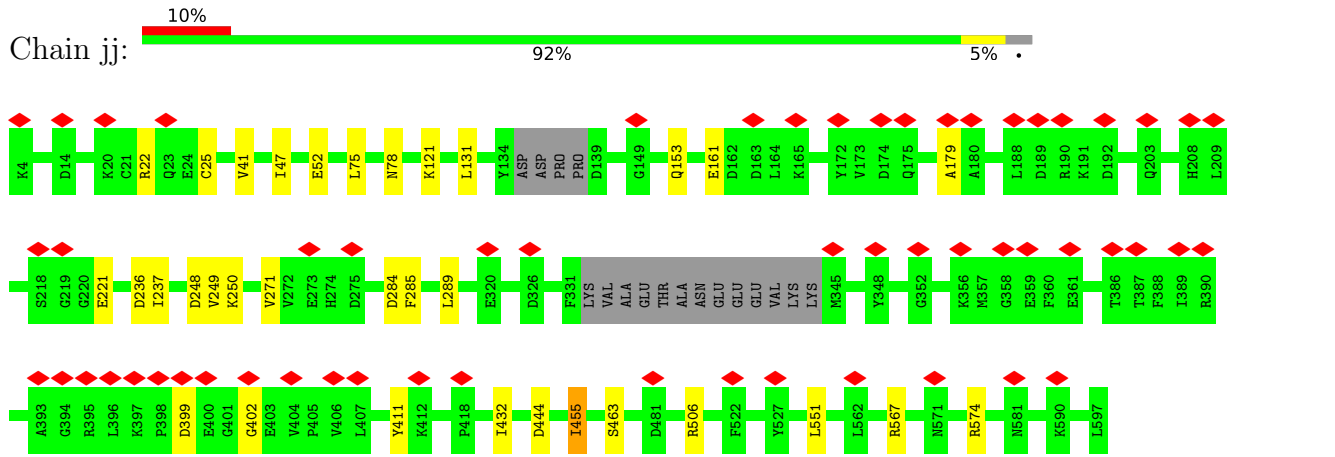 10%
Chain jj:
92% 5% •
K4 D14 K20 C21 R22 Q23 E24 C25 V41 I47 E52 L75 N78 K121 L131 Y134 ASP ASP PRO PRO D139 G149 Q153 E161 D162 D163 L164 K165 Y172 V173 D174 Q175 A179 A180 L188 D189 R190 K191 D192 Q203 H208 L209
S218 G219 G220 E221 D236 I237 D248 V249 K250 V271 V272 E273 H274 D275 D284 F285 L289 E320 D326 F331 LYS VAL ALA GLU THR ALA ASN GLU GLU GLU VAL LYS LYS M345 Y348 G352 K356 M357 G358 E359 F360 E361 T386 T387 F388 I389 R390
A393 G394 R395 L396 K397 P398 D399 E400 G401 G402 E403 V404 P405 V406 L407 Y411 K412 P418 I432 D444 I455 S463 D481 R506 F522 Y527 L551 L562 R567 N571 R574 N581 K590 L597